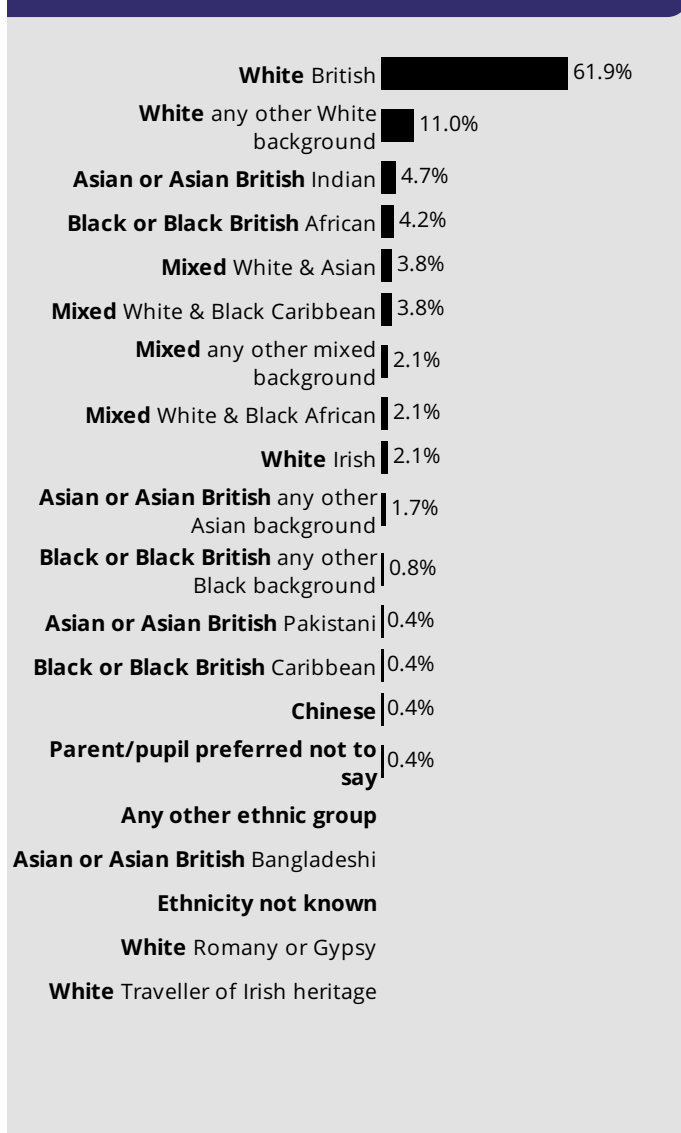 White British 61.9%
White any other White
background 11.0%
Asian or Asian British Indian 4.7%
Black or Black British African 4.2%
Mixed White & Asian 3.8%
Mixed White & Black Caribbean 3.8%
Mixed any other mixed
background 2.1%
Mixed White & Black African 2.1%
White Irish 2.1%
Asian or Asian British any other
Asian background 1.7%
Black or Black British any other
Black background 0.8%
Asian or Asian British Pakistani 0.4%
Black or Black British Caribbean 0.4%
Chinese 0.4%
Parent/pupil preferred not to
say 0.4%
Any other ethnic group
Asian or Asian British Bangladeshi
Ethnicity not known
White Romany or Gypsy
White Traveller of Irish heritage